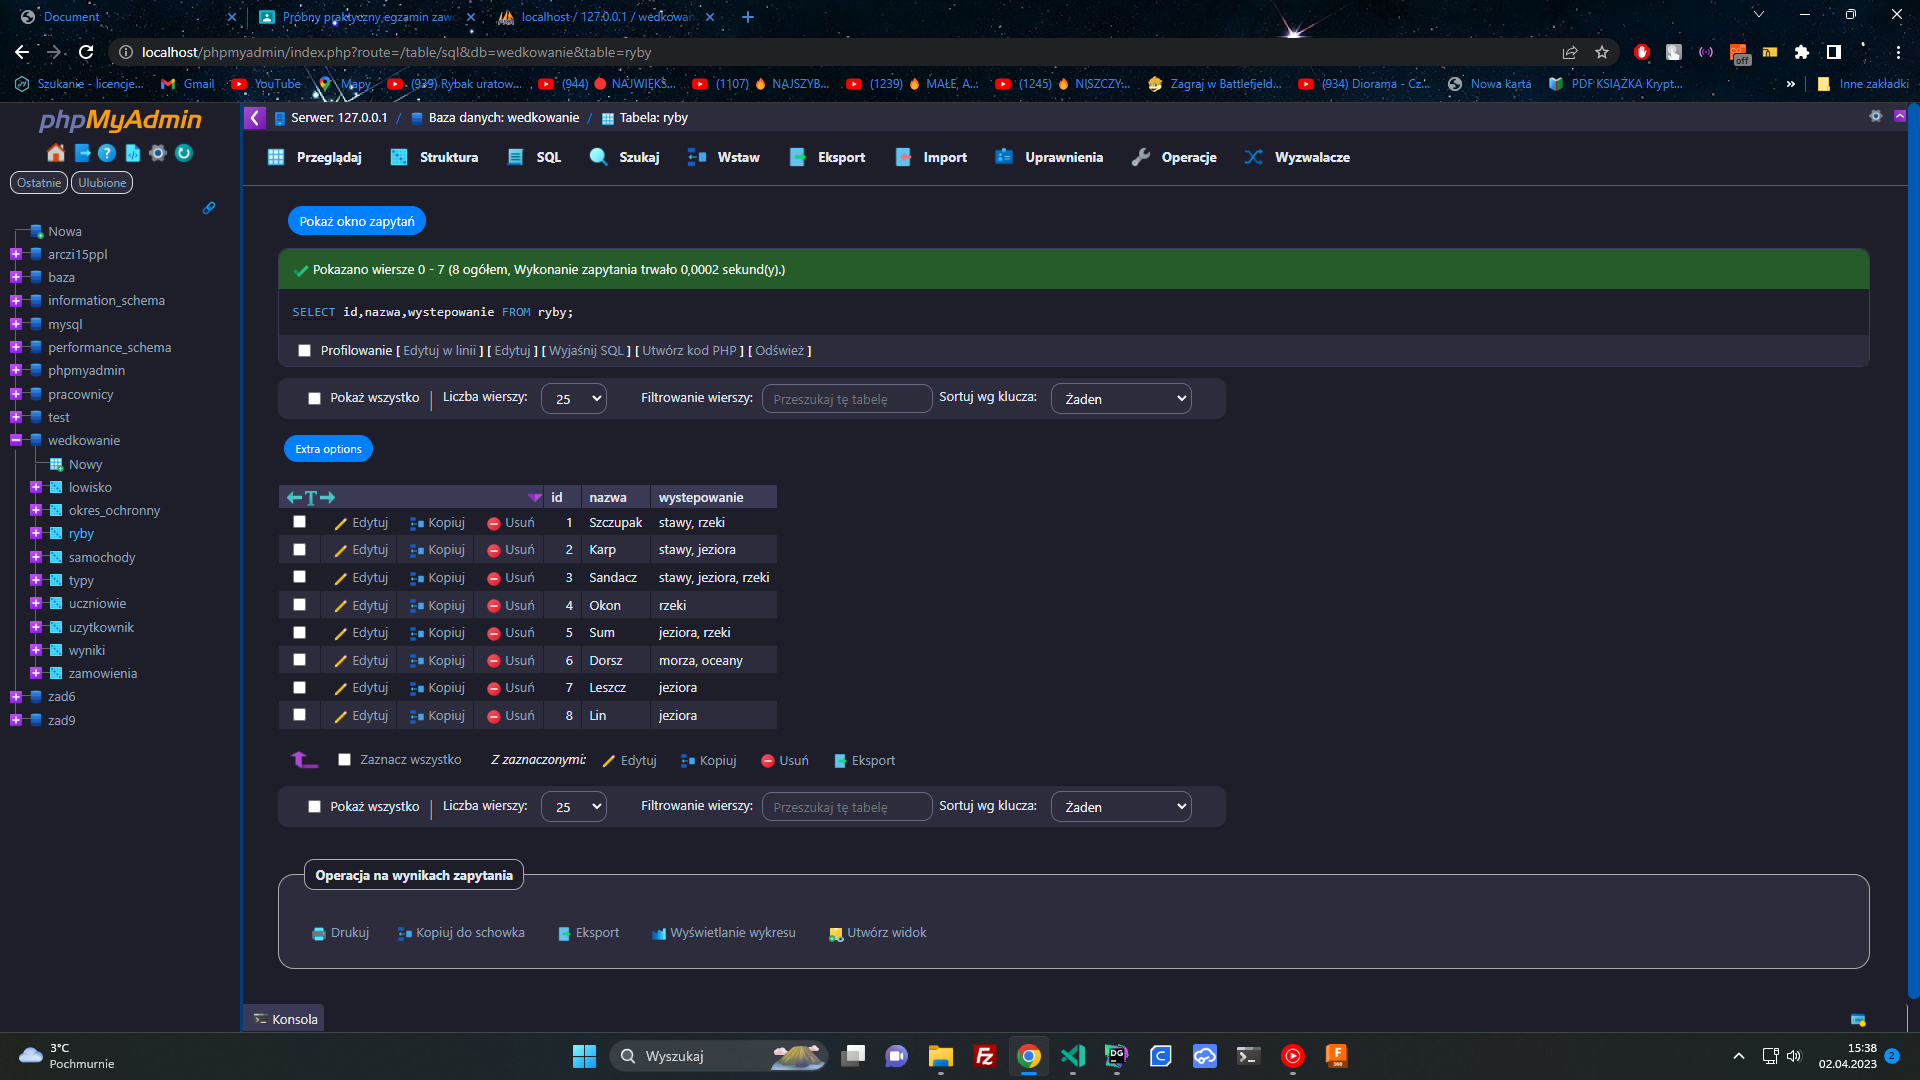 Document
Próbny praktyczny egzamin zawo
localhost / 127.0.0.1 / wedkowan
localhost/phpmyadmin/index.php?route=/table/sql&db=wedkowanie&table=ryby
off
Szukanie - licencje...
Gmail
YouTube
Mapy
(939) Rybak uratow...
(944) NAJWIĘKS...
(1107) NAJSZYB...
(1239) MAŁE, A...
(1245) NISZCZY...
Zagraj w Battlefield...
(934) Diorama - Cz...
Nowa karta
PDF KSIĄŻKA Krypt...
»
Inne zakładki
phpMyAdmin
Ostatnie
Ulubione
Nowa
arczi15ppl
baza
information_schema
mysql
performance_schema
phpmyadmin
pracownicy
test
wedkowanie
Nowy
lowisko
okres_ochronny
ryby
samochody
typy
uczniowie
uzytkownik
wyniki
zamowienia
zad6
zad9
Serwer: 127.0.0.1 / Baza danych: wedkowanie / Tabela: ryby
Przeglądaj
Struktura
SQL
Szukaj
Wstaw
Eksport
Import
Uprawnienia
Operacje
Wyzwalacze
Pokaż okno zapytań
Pokazano wiersze 0 - 7 (8 ogółem, Wykonanie zapytania trwało 0,0002 sekund(y).)
SELECT id,nazwa,wystepowanie FROM ryby;
Profilowanie [ Edytuj w linii ] [ Edytuj ] [ Wyjaśnij SQL ] [ Utwórz kod PHP ] [ Odśwież ]
Pokaż wszystko | Liczba wierszy: 25 Filtrowanie wierszy: Przeszukaj tę tabelę Sortuj wg klucza: Żaden
Extra options
←T→ id nazwa wystepowanie
Edytuj Kopiuj Usuń 1 Szczupak stawy, rzeki
Edytuj Kopiuj Usuń 2 Karp stawy, jeziora
Edytuj Kopiuj Usuń 3 Sandacz stawy, jeziora, rzeki
Edytuj Kopiuj Usuń 4 Okon rzeki
Edytuj Kopiuj Usuń 5 Sum jeziora, rzeki
Edytuj Kopiuj Usuń 6 Dorsz morza, oceany
Edytuj Kopiuj Usuń 7 Leszcz jeziora
Edytuj Kopiuj Usuń 8 Lin jeziora
Zaznacz wszystko Z zaznaczonymi: Edytuj Kopiuj Usuń Eksport
Pokaż wszystko | Liczba wierszy: 25 Filtrowanie wierszy: Przeszukaj tę tabelę Sortuj wg klucza: Żaden
Operacja na wynikach zapytania
Drukuj Kopiuj do schowka Eksport Wyświetlanie wykresu Utwórz widok
Konsola
3°C
Pochmurnie
Wyszukaj
DG
15:38
02.04.2023
2